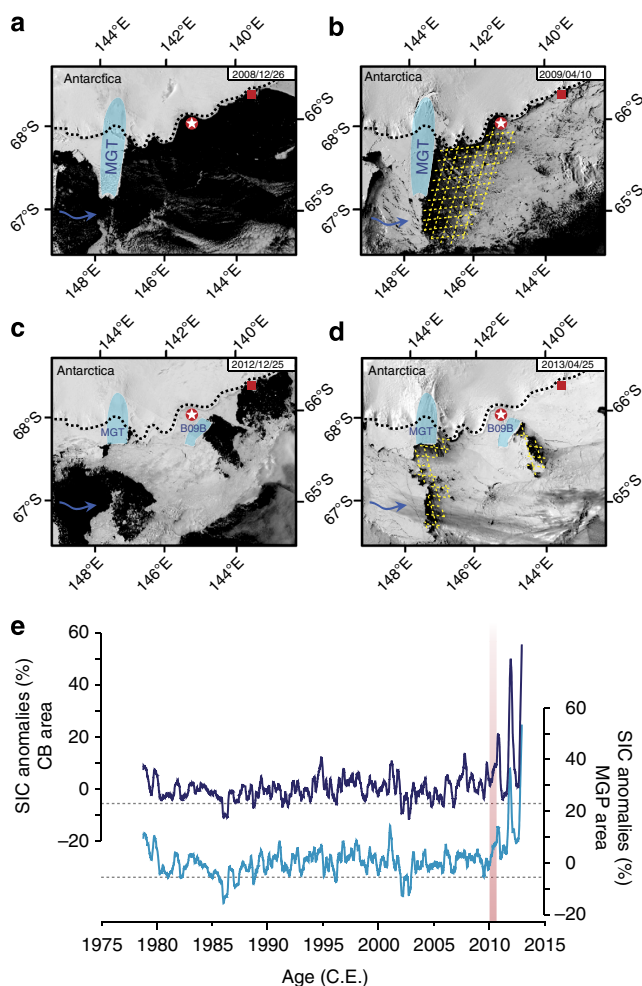 a
144°E 142°E 140°E
Antarctica 2008/12/26
68°S 66°S
MGT
67°S 65°S
148°E 146°E 144°E
b
144°E 142°E 140°E
Antarctica 2009/04/10
68°S 66°S
MGT
67°S 65°S
148°E 146°E 144°E
c
144°E 142°E 140°E
Antarctica 2012/12/25
68°S 66°S
MGT B09B
67°S 65°S
148°E 146°E 144°E
d
144°E 142°E 140°E
Antarctica 2013/04/25
68°S 66°S
MGT B09B
67°S 65°S
148°E 146°E 144°E
e
SIC anomalies (%)
CB area
60
40
20
0
–20
60
40
20
0
–20
SIC anomalies (%)
MGP area
1975 1980 1985 1990 1995 2000 2005 2010 2015
Age (C.E.)